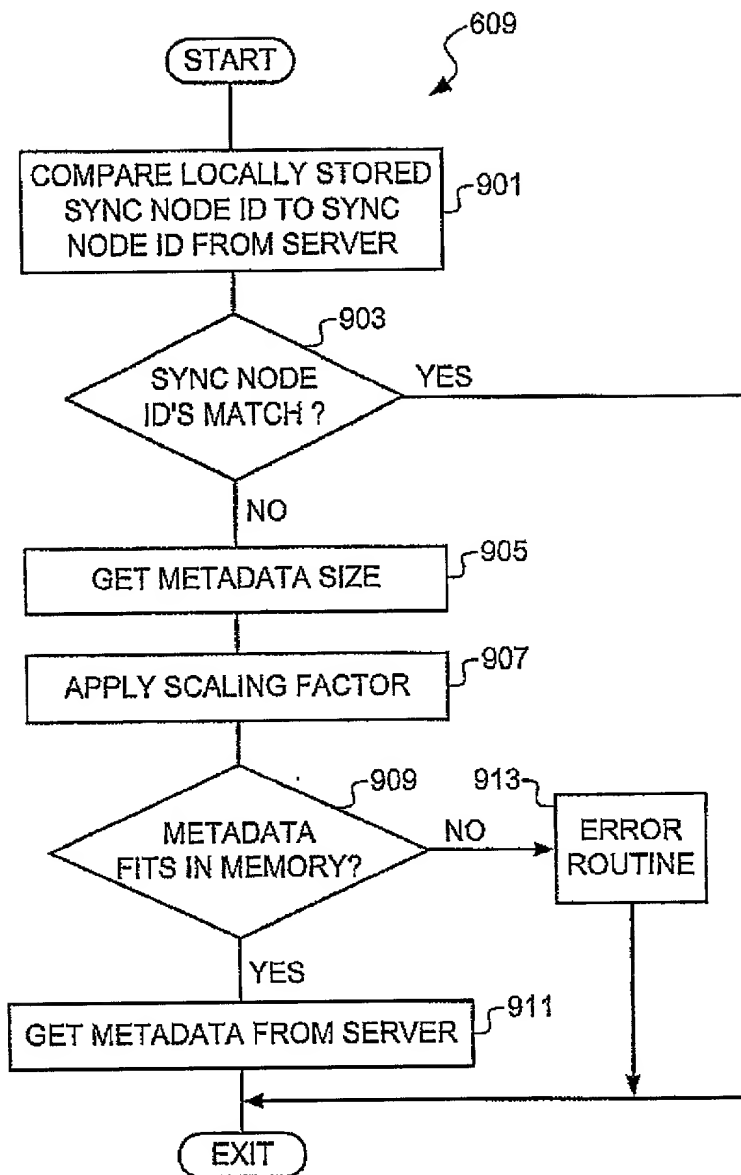 609
START
COMPARE LOCALLY STORED
SYNC NODE ID TO SYNC
NODE ID FROM SERVER
901
903
SYNC NODE
ID'S MATCH ?
YES
NO
GET METADATA SIZE
905
APPLY SCALING FACTOR
907
909
METADATA
FITS IN MEMORY?
NO
913
ERROR
ROUTINE
YES
GET METADATA FROM SERVER
911
EXIT